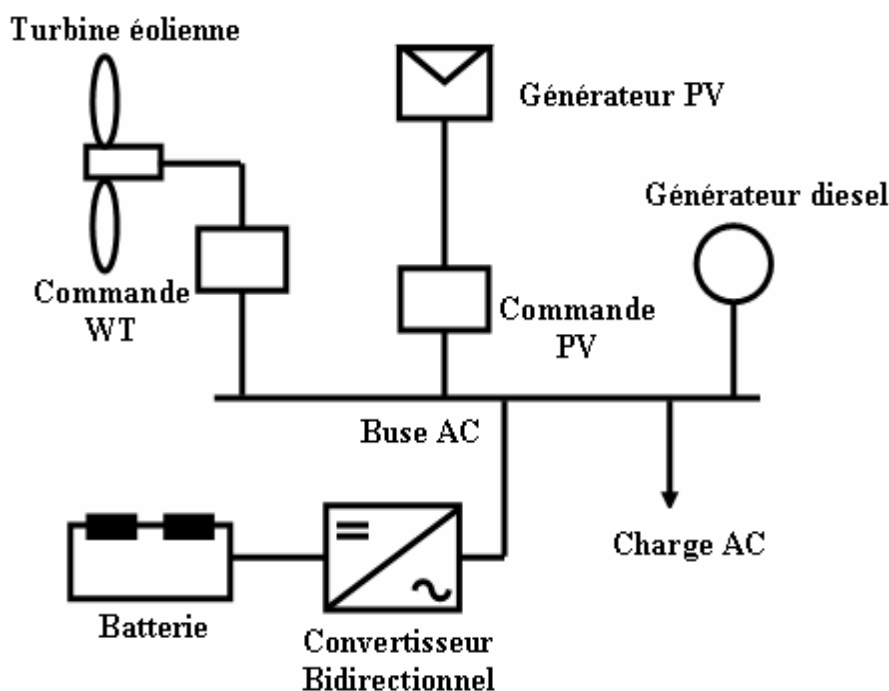 Turbine éolienne
Générateur PV
Générateur diesel
Commande
WT
Commande
PV
Buse AC
Charge AC
Batterie
Convertisseur
Bidirectionnel